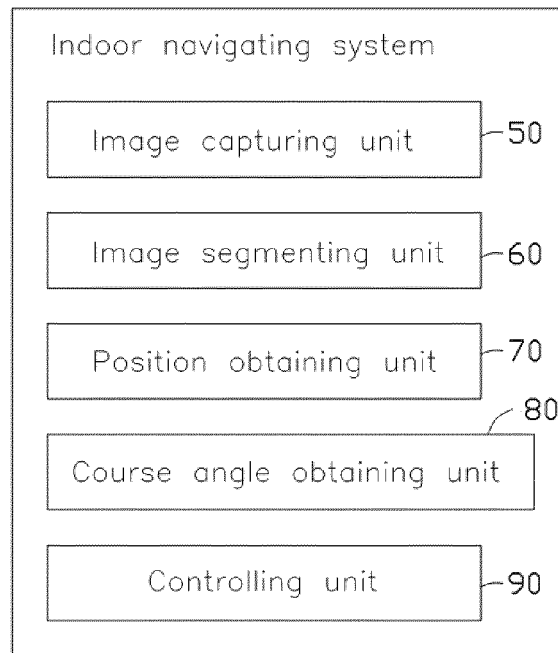 Indoor navigating system
Image capturing unit
50
Image segmenting unit
60
Position obtaining unit
70
80
Course angle obtaining unit
Controlling unit
90